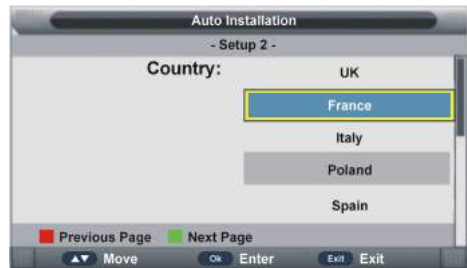 Auto Installation
- Setup 2 -
Country:
UK
France
Italy
Poland
Spain
Previous Page Next Page
▲▼ Move Ok Enter Exit Exit